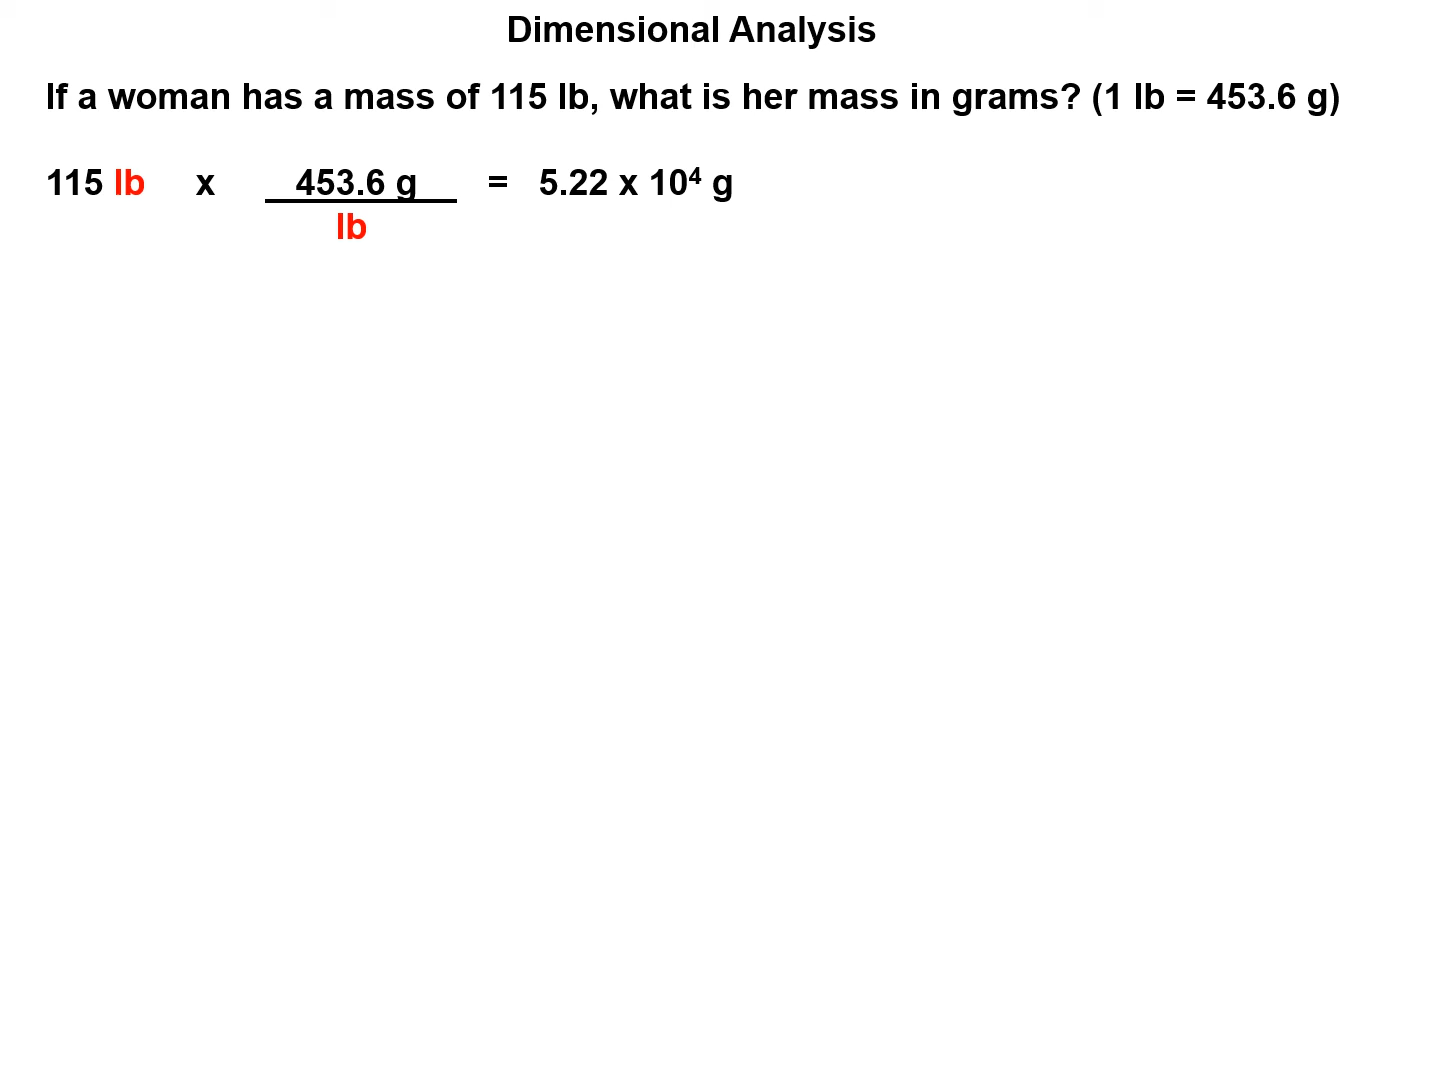 Dimensional Analysis
If a woman has a mass of 115 lb, what is her mass in grams? (1 lb = 453.6 g)
115 lb x 453.6 g = 5.22 x 10⁴ g
lb